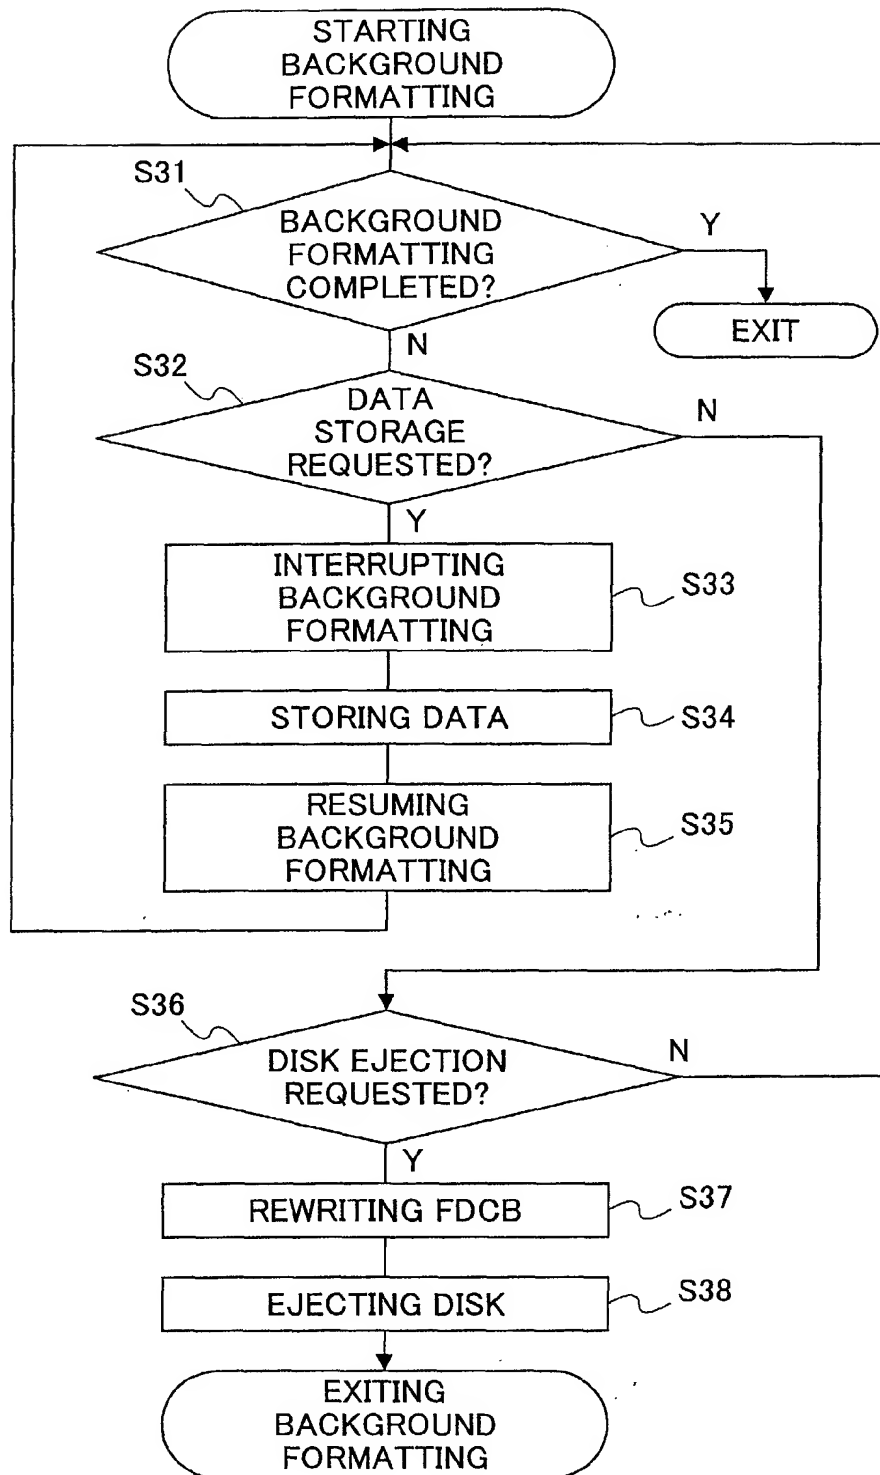 STARTING
BACKGROUND
FORMATTING
S31
BACKGROUND
FORMATTING
COMPLETED?
Y
EXIT
N
S32
DATA
STORAGE
REQUESTED?
N
Y
INTERRUPTING
BACKGROUND
FORMATTING
S33
STORING DATA
S34
RESUMING
BACKGROUND
FORMATTING
S35
S36
DISK EJECTION
REQUESTED?
N
Y
REWRITING FDCB
S37
EJECTING DISK
S38
EXITING
BACKGROUND
FORMATTING